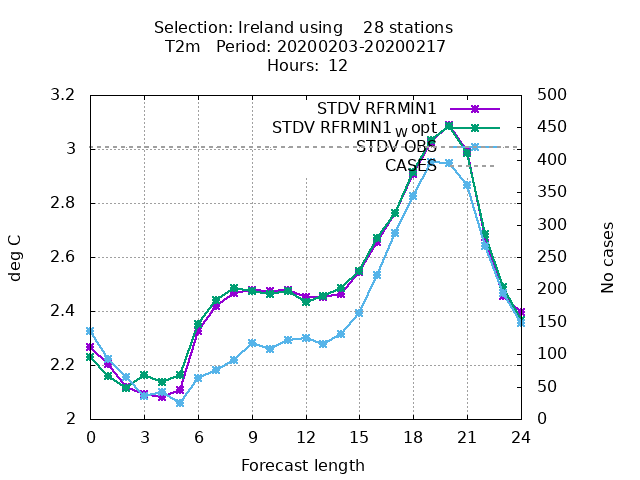 Selection: Ireland using 28 stations
T2m Period: 20200203-20200217
Hours: 12
STDV RFRMIN1
STDV RFRMIN1 w opt
STDV OBS
CASES
deg C
No cases
3.2
3
2.8
2.6
2.4
2.2
2
500
450
400
350
300
250
200
150
100
50
0
0 3 6 9 12 15 18 21 24
Forecast length